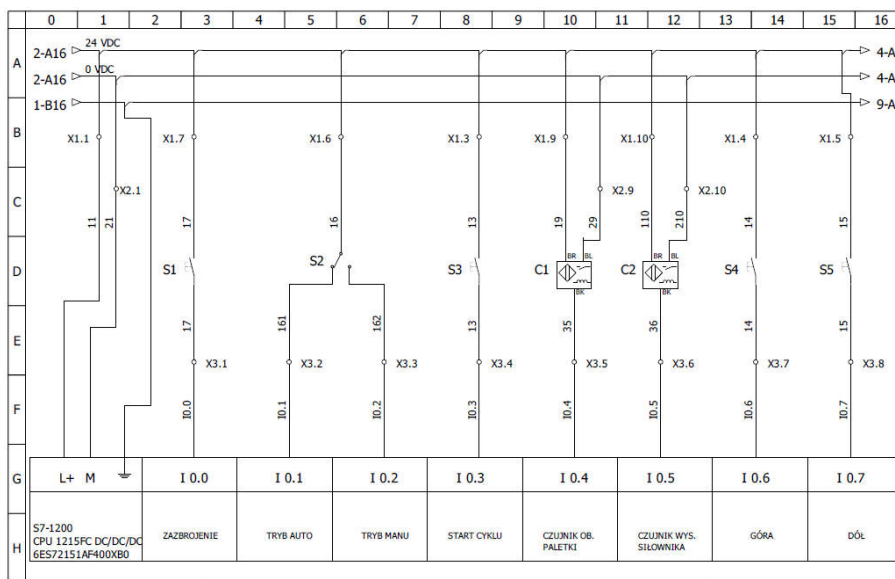 0 1 2 3 4 5 6 7 8 9 10 11 12 13 14 15 16
A
B
C
D
E
F
G
H
2-A16 24 VDC 4-A
2-A16 0 VDC 4-A
1-B16 9-A
X1.1 X1.7 X1.6 X1.3 X1.9 X1.10 X1.4 X1.5
X2.1 X2.9 X2.10
11 21 17 16 13 19 29 110 210 14 15
BR BL BR BL
S1 S2 S3 C1 C2 S4 S5
BK BK
17 161 162 13 35 36 14 15
X3.1 X3.2 X3.3 X3.4 X3.5 X3.6 X3.7 X3.8
I0.0 I0.1 I0.2 I0.3 I0.4 I0.5 I0.6 I0.7
L+ M I 0.0 I 0.1 I 0.2 I 0.3 I 0.4 I 0.5 I 0.6 I 0.7
S7-1200
CPU 1215FC DC/DC/DC
6ES72151AF400XB0
ZAZBROJENIE
TRYB AUTO
TRYB MANU
START CYKLU
CZUJNIK OB.
PALETKI
CZUJNIK WYS.
SIŁOWNIKA
GÓRA
DÓŁ